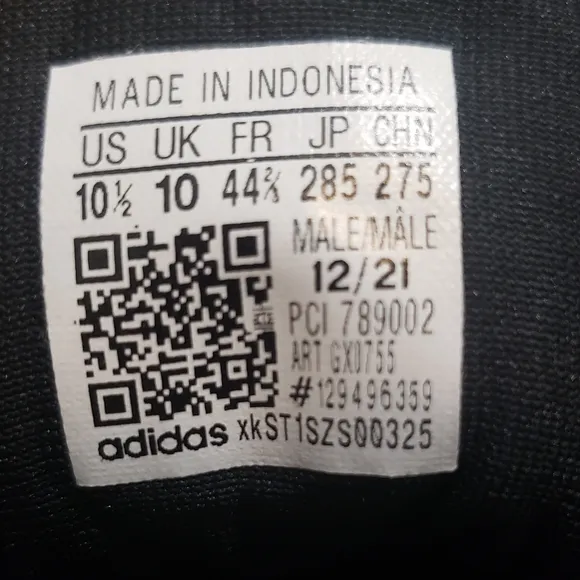 MADE IN INDONESIA
US UK FR JP CHN
10½ 10 44⅔ 285 275
MALE/MÂLE
12/21
PCI 789002
ART GX0755
#129496359
adidas xkST1SZS00325